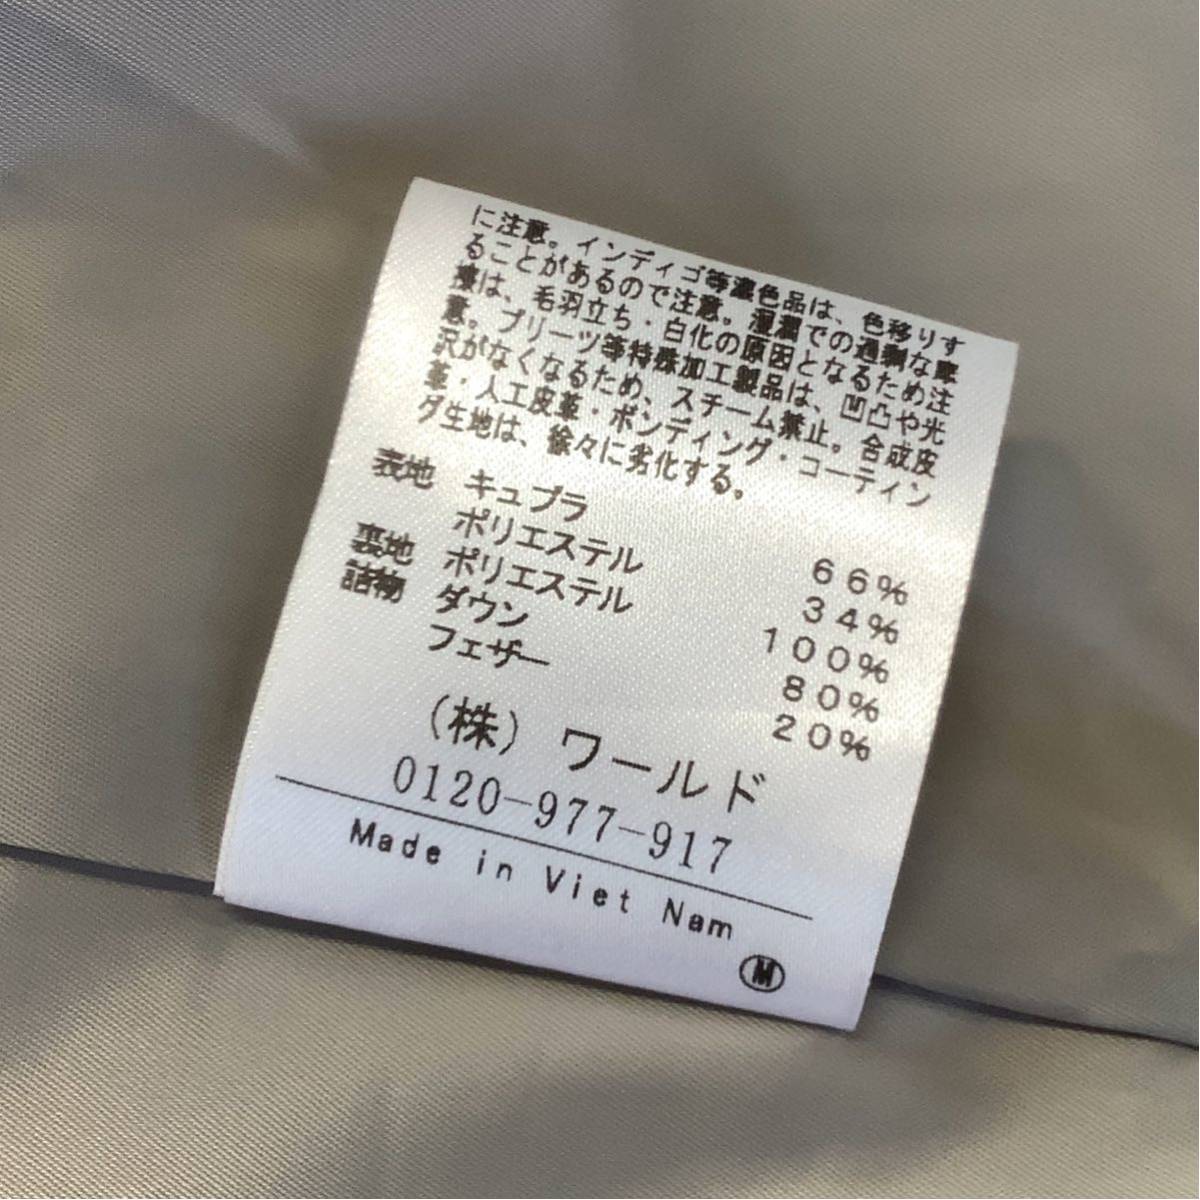 に注意。インディゴ等濃色品は、色移りす
ることがあるので注意。湿潤での過剰な摩
擦は、毛羽立ち・白化の原因となるため注
意。プリーツ等特殊加工製品は、凹凸や光
沢がなくなるため、スチーム禁止。合成皮
革・人工皮革・ボンディング・コーティン
グ生地は、徐々に劣化する。
表地 キュプラ 66%
ポリエステル 34%
裏地 ポリエステル 100%
詰物 ダウン 80%
フェザー 20%
(株) ワールド
0120-977-917
Made in Viet Nam
M